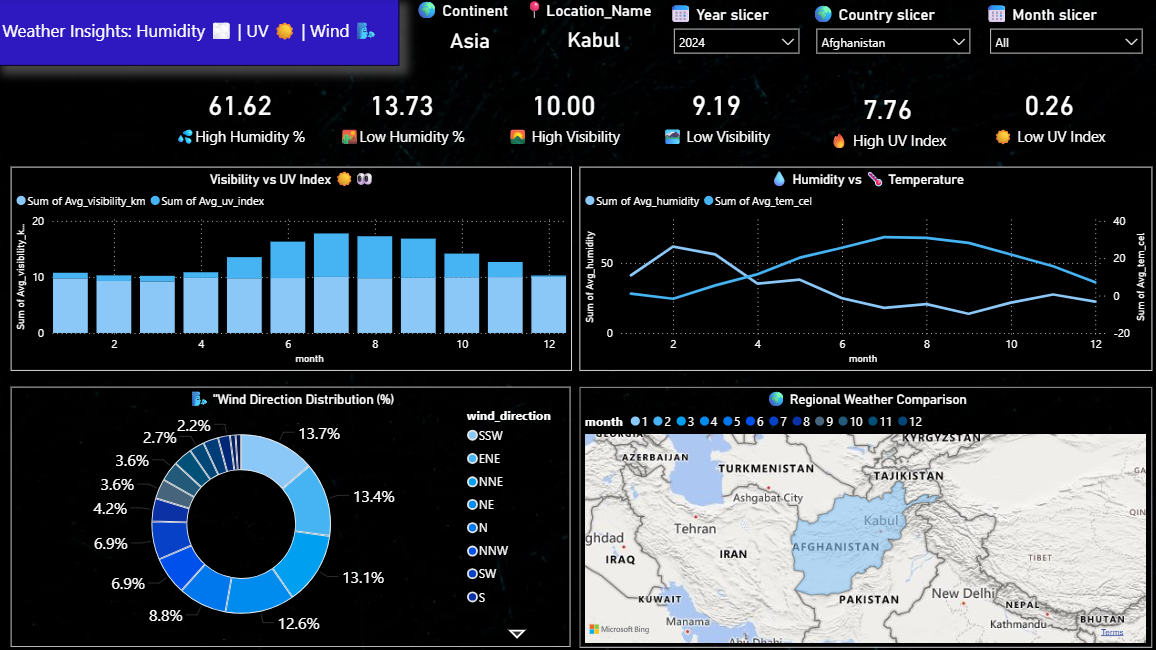 Weather Insights: Humidity | UV | Wind
Continent
Asia
Location_Name
Kabul
Year slicer
2024
Country slicer
Afghanistan
Month slicer
All
61.62
High Humidity %
13.73
Low Humidity %
10.00
High Visibility
9.19
Low Visibility
7.76
High UV Index
0.26
Low UV Index
Visibility vs UV Index
Sum of Avg_visibility_km Sum of Avg_uv_index
Sum of Avg_visibility_k...
20
10
0
2 4 6 8 10 12
month
Humidity vs Temperature
Sum of Avg_humidity Sum of Avg_tem_cel
Sum of Avg_humidity
50
0
40
20
0
-20
Sum of Avg_tem_cel
2 4 6 8 10 12
month
"Wind Direction Distribution (%)
13.7%
13.4%
13.1%
12.6%
8.8%
6.9%
6.9%
4.2%
3.6%
3.6%
2.7%
2.2%
wind_direction
SSW
ENE
NNE
NE
N
NNW
SW
S
Regional Weather Comparison
month 1 2 3 4 5 6 7 8 9 10 11 12
GEORGIA
KYRGYZSTAN
AZERBAIJAN
TURKMENISTAN
TAJIKISTAN
GA
Ashgabat City
QIN
Tehran
Kabul
ghdad
AFGHANISTAN
IRAQ
IRAN
TIBET
KUWAIT
PAKISTAN
New Delhi
NEPAL
Manama
Kathmandu
BHUTAN
Abu Dhabi
Microsoft Bing
Terms